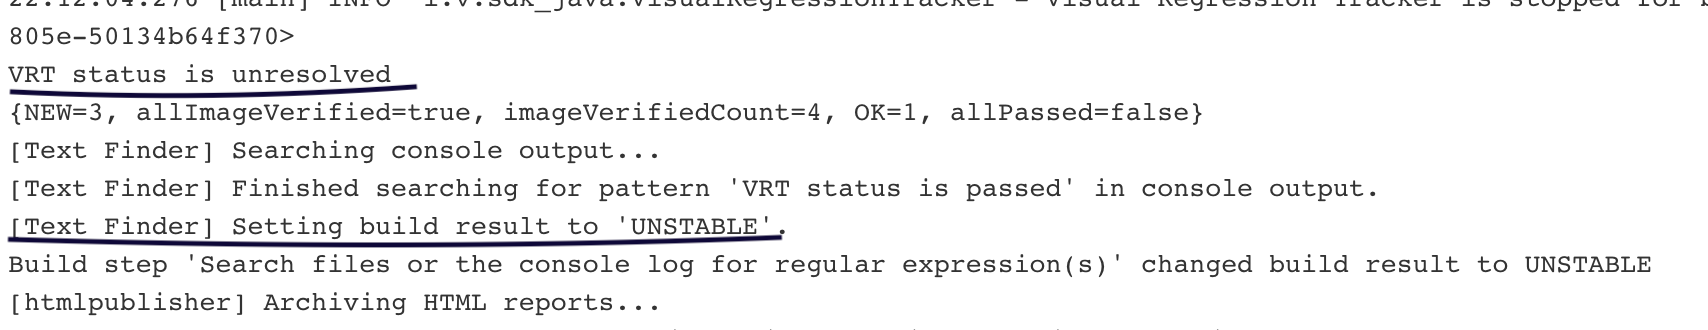 22:12:04.276 [main] INFO i.v.sdk_java.VisualRegressionTracker - Visual Regression Tracker is stopped for
805e-50134b64f370>
VRT status is unresolved
{NEW=3, allImageVerified=true, imageVerifiedCount=4, OK=1, allPassed=false}
[Text Finder] Searching console output...
[Text Finder] Finished searching for pattern 'VRT status is passed' in console output.
[Text Finder] Setting build result to 'UNSTABLE'.
Build step 'Search files or the console log for regular expression(s)' changed build result to UNSTABLE
[htmlpublisher] Archiving HTML reports...